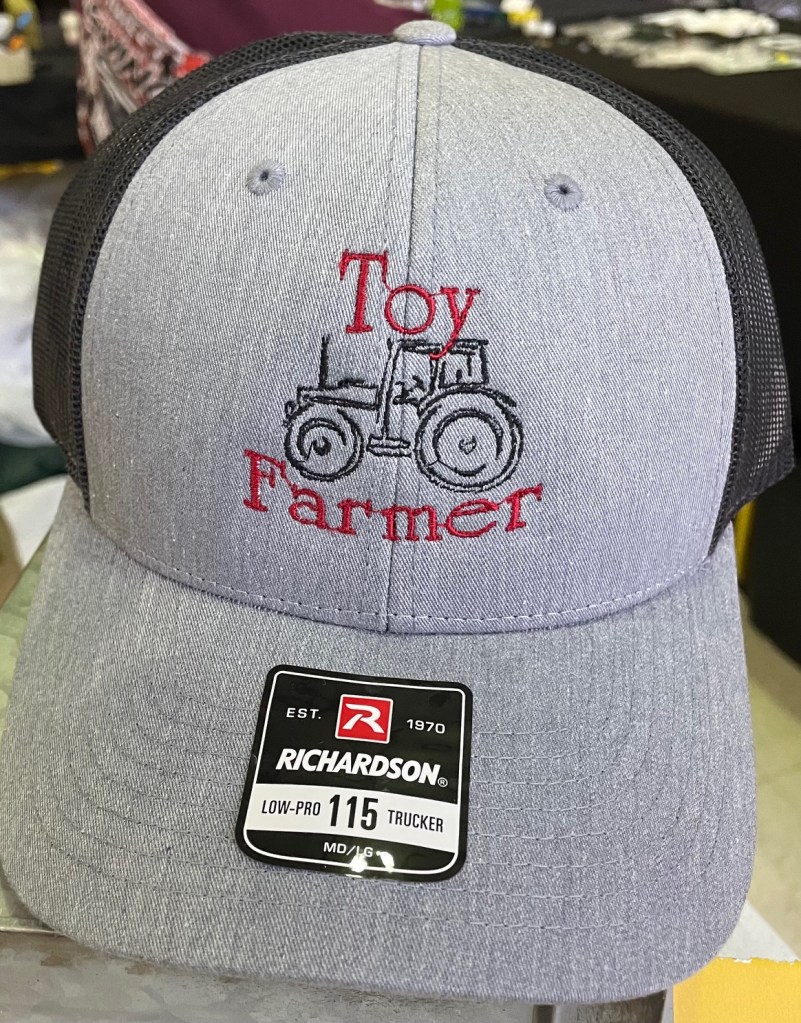 Toy
Farmer
EST. R 1970
RICHARDSON®
LOW-PRO 115 TRUCKER
MD/LG